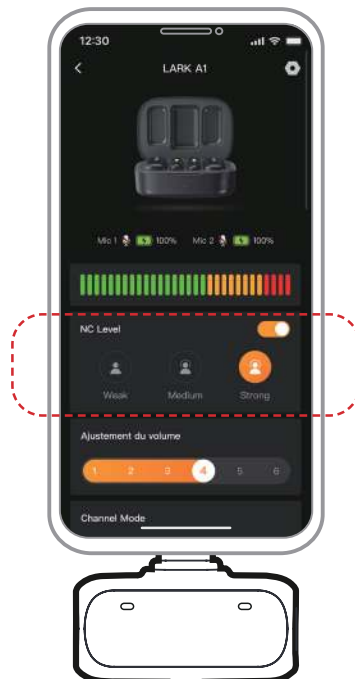 12:30
LARK A1
Mic 1 100% Mic 2 100%
NC Level
Weak Medium Strong
Ajustement du volume
1 2 3 4 5 6
Channel Mode